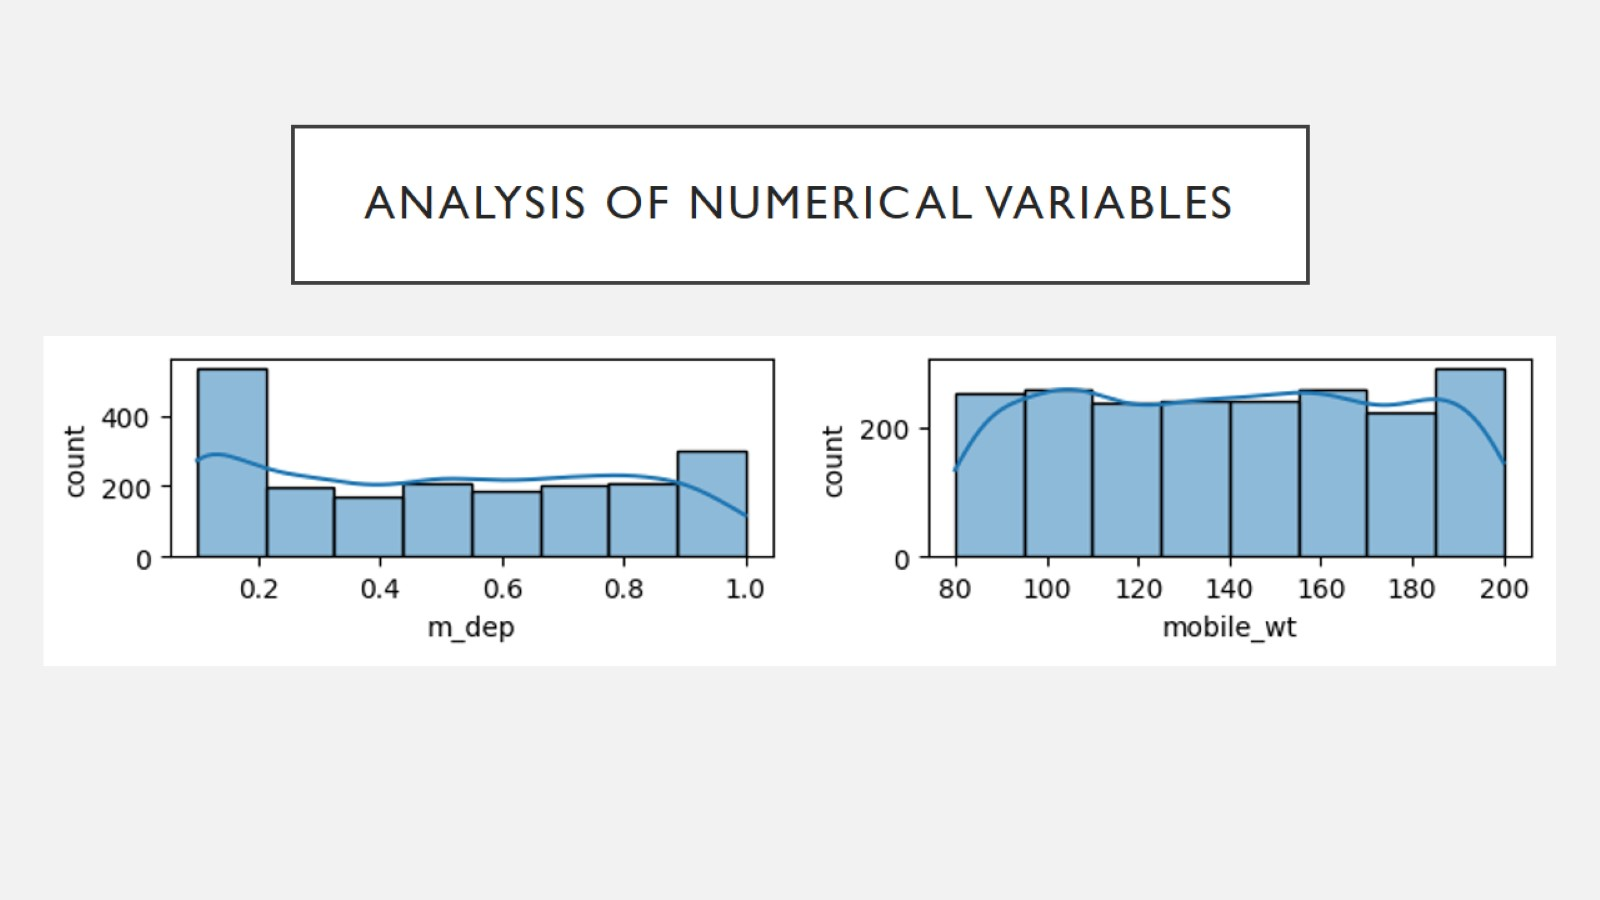 ANALYSIS OF NUMERICAL VARIABLES
count
400
200
0
0.2 0.4 0.6 0.8 1.0
m_dep
count
200
0
80 100 120 140 160 180 200
mobile_wt